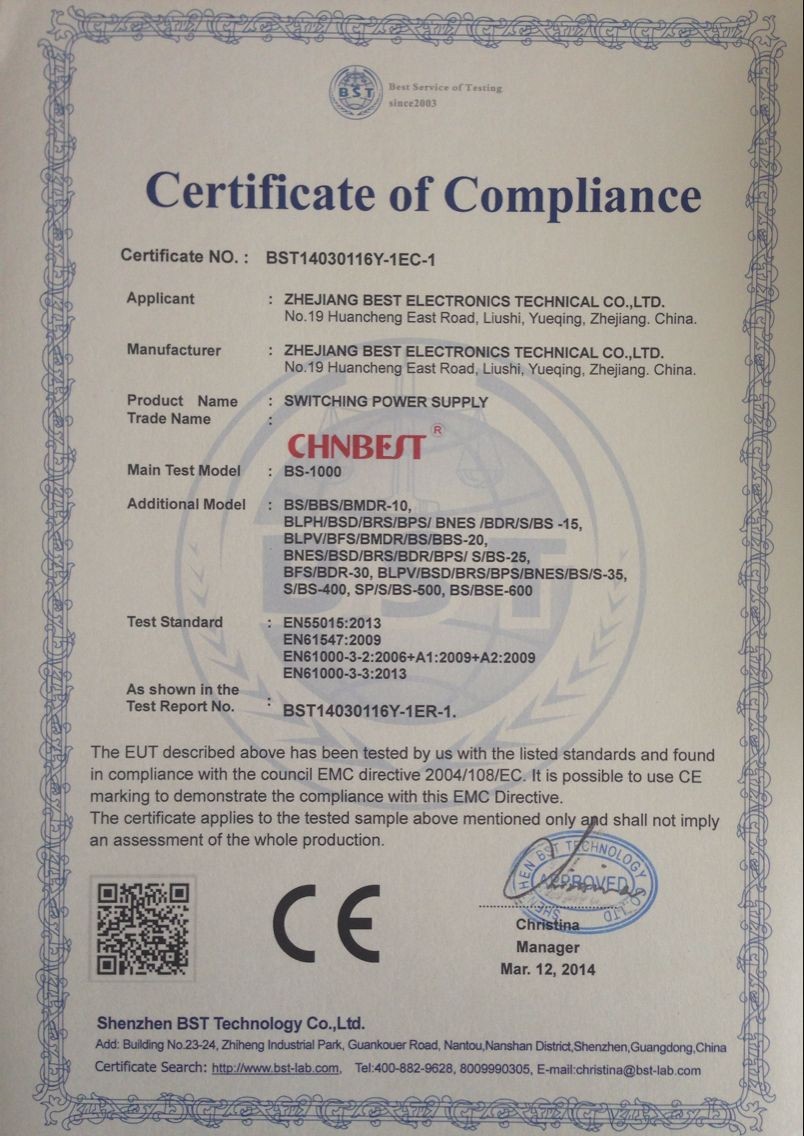 BST
Best Service of Testing
since2003
Certificate of Compliance
Certificate NO. : BST14030116Y-1EC-1
Applicant : ZHEJIANG BEST ELECTRONICS TECHNICAL CO.,LTD.
No.19 Huancheng East Road, Liushi, Yueqing, Zhejiang. China.
Manufacturer : ZHEJIANG BEST ELECTRONICS TECHNICAL CO.,LTD.
No.19 Huancheng East Road, Liushi, Yueqing, Zhejiang. China.
Product Name : SWITCHING POWER SUPPLY
Trade Name :
CHNBEST ®
Main Test Model : BS-1000
Additional Model : BS/BBS/BMDR-10,
BLPH/BSD/BRS/BPS/ BNES /BDR/S/BS -15,
BLPV/BFS/BMDR/BS/BBS-20,
BNES/BSD/BRS/BDR/BPS/ S/BS-25,
BFS/BDR-30, BLPV/BSD/BRS/BPS/BNES/BS/S-35,
S/BS-400, SP/S/BS-500, BS/BSE-600
BST
Test Standard : EN55015:2013
EN61547:2009
EN61000-3-2:2006+A1:2009+A2:2009
EN61000-3-3:2013
As shown in the
Test Report No. : BST14030116Y-1ER-1.
The EUT described above has been tested by us with the listed standards and found
in compliance with the council EMC directive 2004/108/EC. It is possible to use CE
marking to demonstrate the compliance with this EMC Directive.
The certificate applies to the tested sample above mentioned only and shall not imply
an assessment of the whole production.
CE
SHENZHEN BST TECHNOLOGY CO.,LTD
APPROVED
Christina
Manager
Mar. 12, 2014
Shenzhen BST Technology Co.,Ltd.
Add: Building No.23-24, Zhiheng Industrial Park, Guankouer Road, Nantou,Nanshan District,Shenzhen,Guangdong,China
Certificate Search: http://www.bst-lab.com, Tel:400-882-9628, 8009990305, E-mail:christina@bst-lab.com